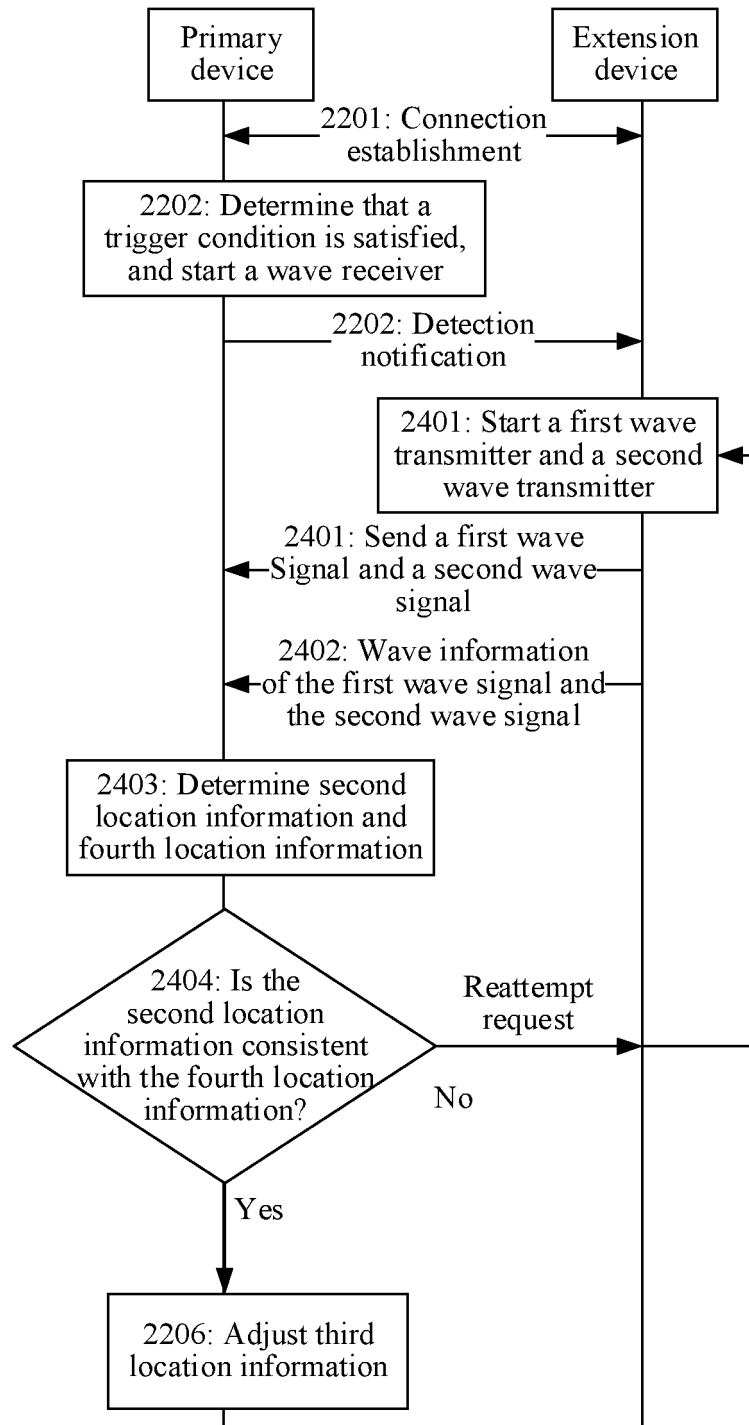 Primary
device
Extension
device
2201: Connection
establishment
2202: Determine that a
trigger condition is satisfied,
and start a wave receiver
2202: Detection
notification
2401: Start a first wave
transmitter and a second
wave transmitter
2401: Send a first wave
Signal and a second wave
signal
2402: Wave information
of the first wave signal and
the second wave signal
2403: Determine second
location information and
fourth location information
2404: Is the
second location
information consistent
with the fourth location
information?
Reattempt
request
No
Yes
2206: Adjust third
location information